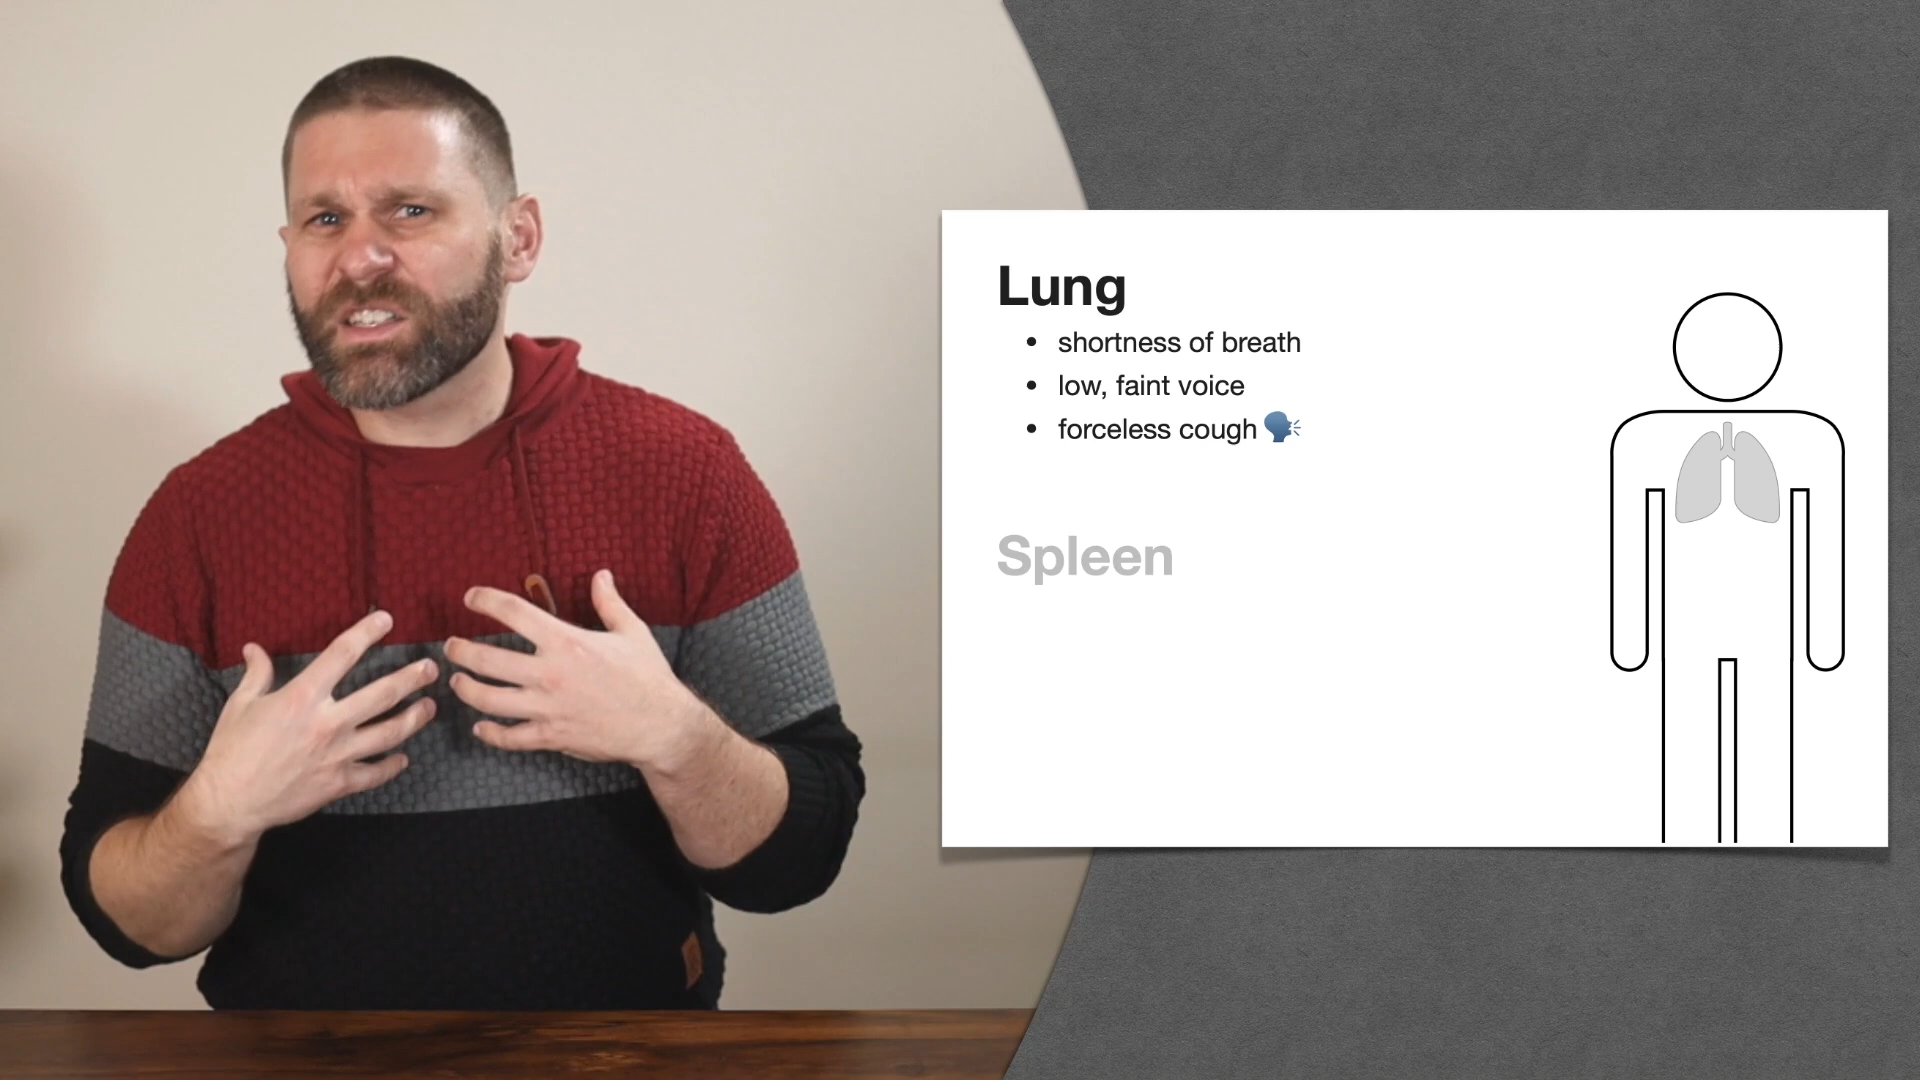 Lung
• shortness of breath
• low, faint voice
• forceless cough 🗣️
Spleen